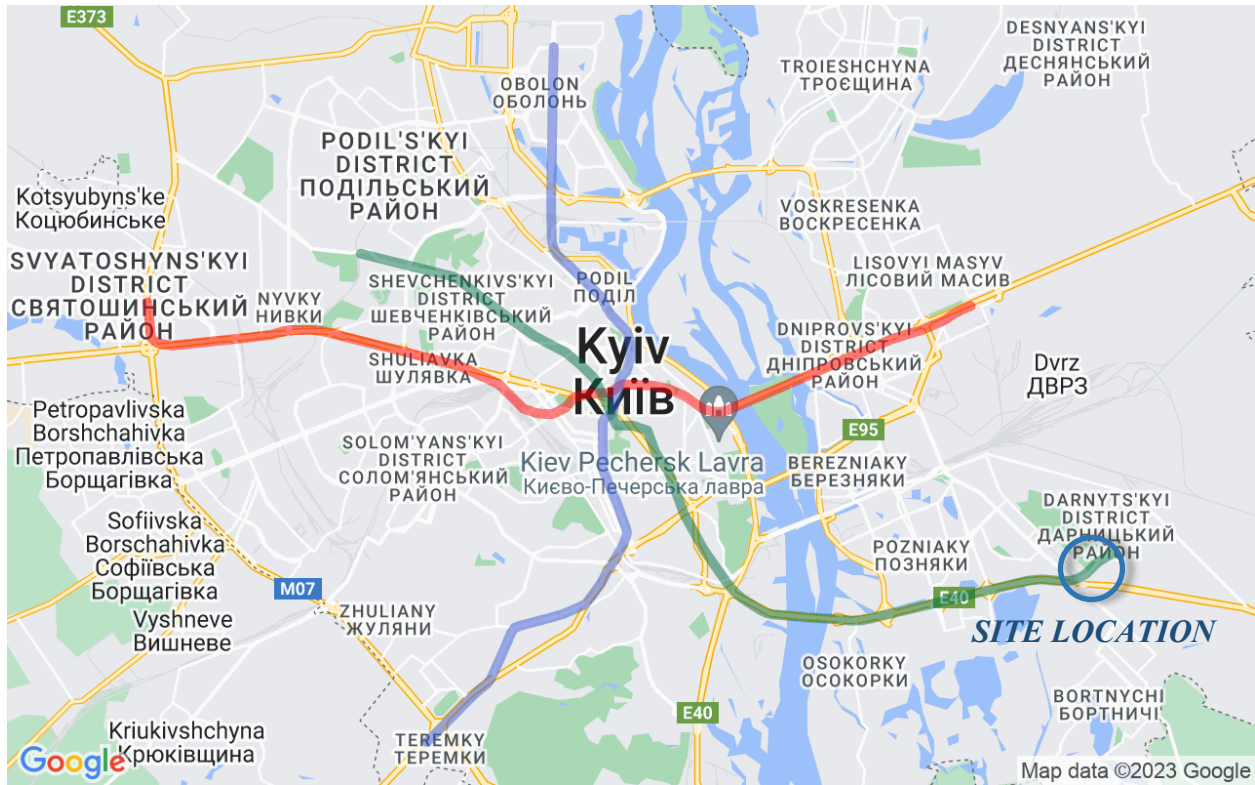 E373
DESNYANS'KYI
DISTRICT
ДЕСНЯНСЬКИЙ
РАЙОН
TROIESHCHYNA
ТРОЄЩИНА
OBOLON
ОБОЛОНЬ
PODIL'S'KYI
DISTRICT
ПОДІЛЬСЬКИЙ
РАЙОН
Kotsyubyns'ke
Коцюбинське
VOSKRESENKA
ВОСКРЕСЕНКА
SVYATOSHYNS'KYI
DISTRICT
СВЯТОШИНСЬКИЙ
РАЙОН
NYVKY
НИВКИ
SHEVCHENKIVS'KYI
DISTRICT
ШЕВЧЕНКІВСЬКИЙ
РАЙОН
PODIL
ПОДІЛ
LISOVYI MASYV
ЛІСОВИЙ МАСИВ
SHULIAVKA
ШУЛЯВКА
Kyiv
Київ
DNIPROVS'KYI
DISTRICT
ДНІПРОВСЬКИЙ
РАЙОН
Dvrz
ДВРЗ
Petropavlivska
Borshchahivka
Петропавлівська
Борщагівка
SOLOM'YANS'KYI
DISTRICT
СОЛОМ'ЯНСЬКИЙ
РАЙОН
Kiev Pechersk Lavra
Києво-Печерська лавра
E95
BEREZNIAKY
БЕРЕЗНЯКИ
DARNYTS'KYI
DISTRICT
ДАРНИЦЬКИЙ
РАЙОН
Sofiivska
Borschahivka
Софіївська
Борщагівка
POZNIAKY
ПОЗНЯКИ
M07
E40
Vyshneve
Вишневе
ZHULIANY
ЖУЛЯНИ
SITE LOCATION
OSOKORKY
ОСОКОРКИ
BORTNYCHI
БОРТНИЧІ
E40
Kriukivshchyna
Крюківщина
TEREMKY
ТЕРЕМКИ
Google
Map data ©2023 Google